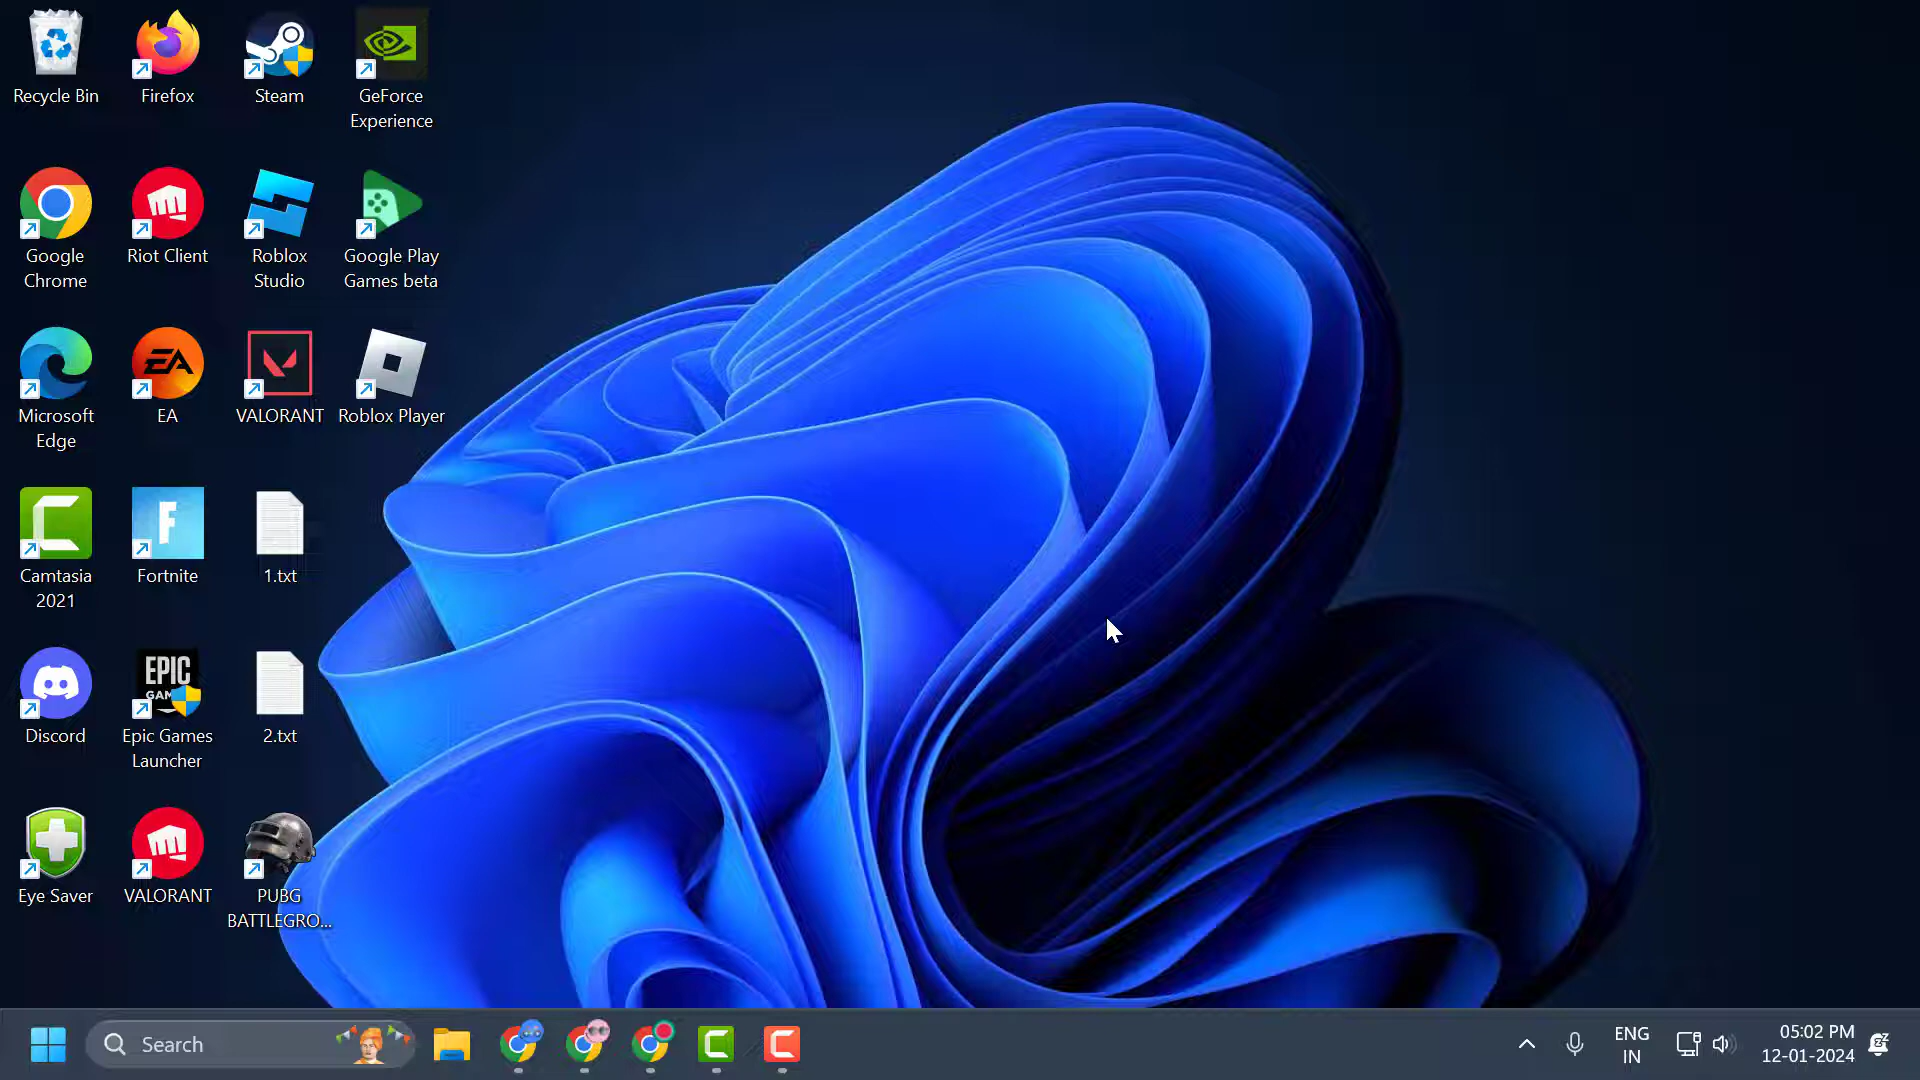 Recycle Bin
Firefox
Steam
GeForce
Experience
Google
Chrome
Riot Client
Roblox
Studio
Google Play
Games beta
Microsoft
Edge
EA
EA
VALORANT
Roblox Player
Camtasia
2021
F
Fortnite
1.txt
Discord
EPIC
GAM
Epic Games
Launcher
2.txt
Eye Saver
VALORANT
PUBG
BATTLEGRO...
Search
ENG
IN
05:02 PM
12-01-2024